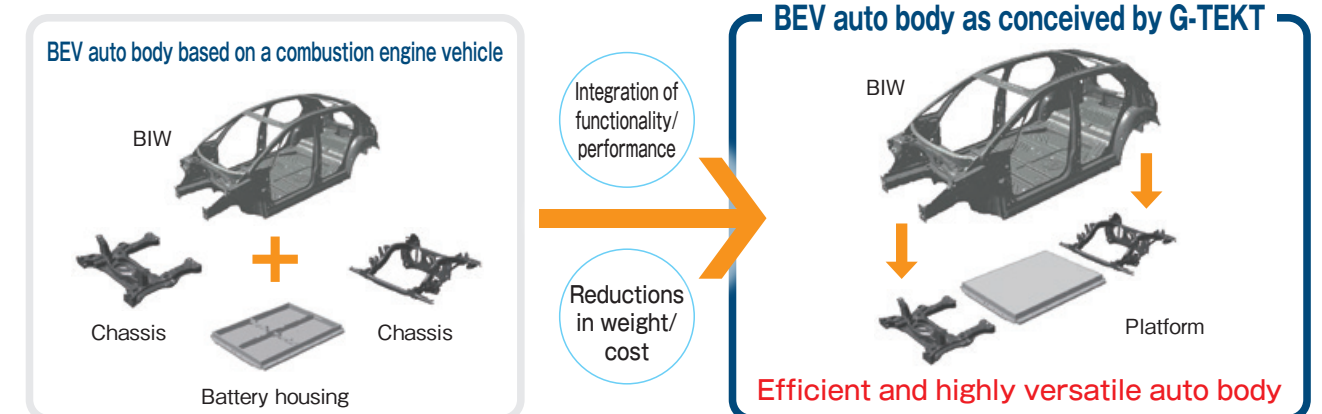 BEV auto body based on a combustion engine vehicle
BIW
Chassis
Chassis
Battery housing
Integration of
functionality/
performance
Reductions
in weight/
cost
BEV auto body as conceived by G-TEKT
BIW
Platform
Efficient and highly versatile auto body